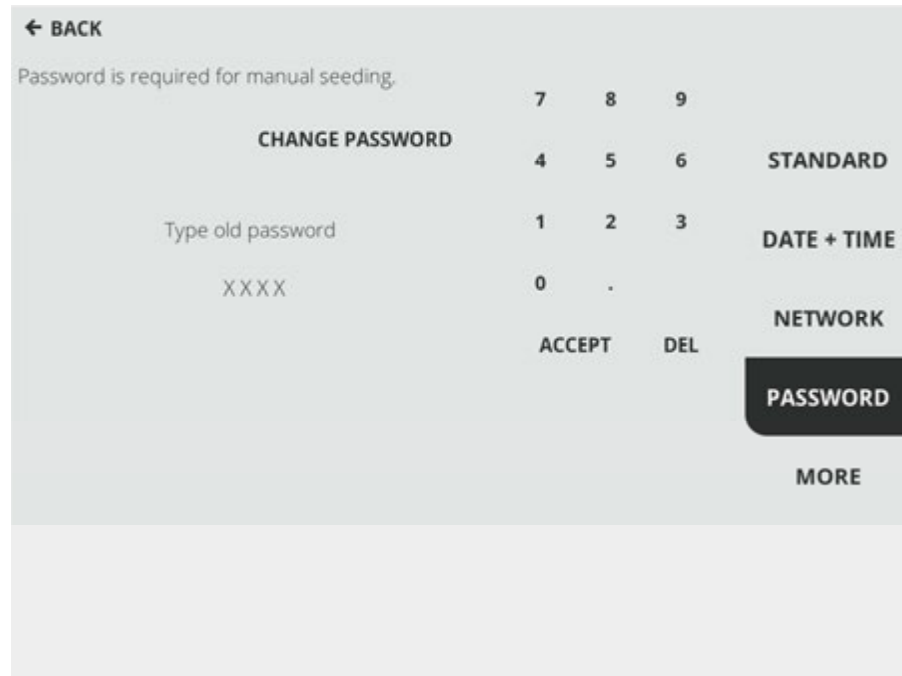 ← BACK
Password is required for manual seeding.
CHANGE PASSWORD
Type old password
XXXX
7 8 9
4 5 6
1 2 3
0 .
ACCEPT DEL
STANDARD
DATE + TIME
NETWORK
PASSWORD
MORE